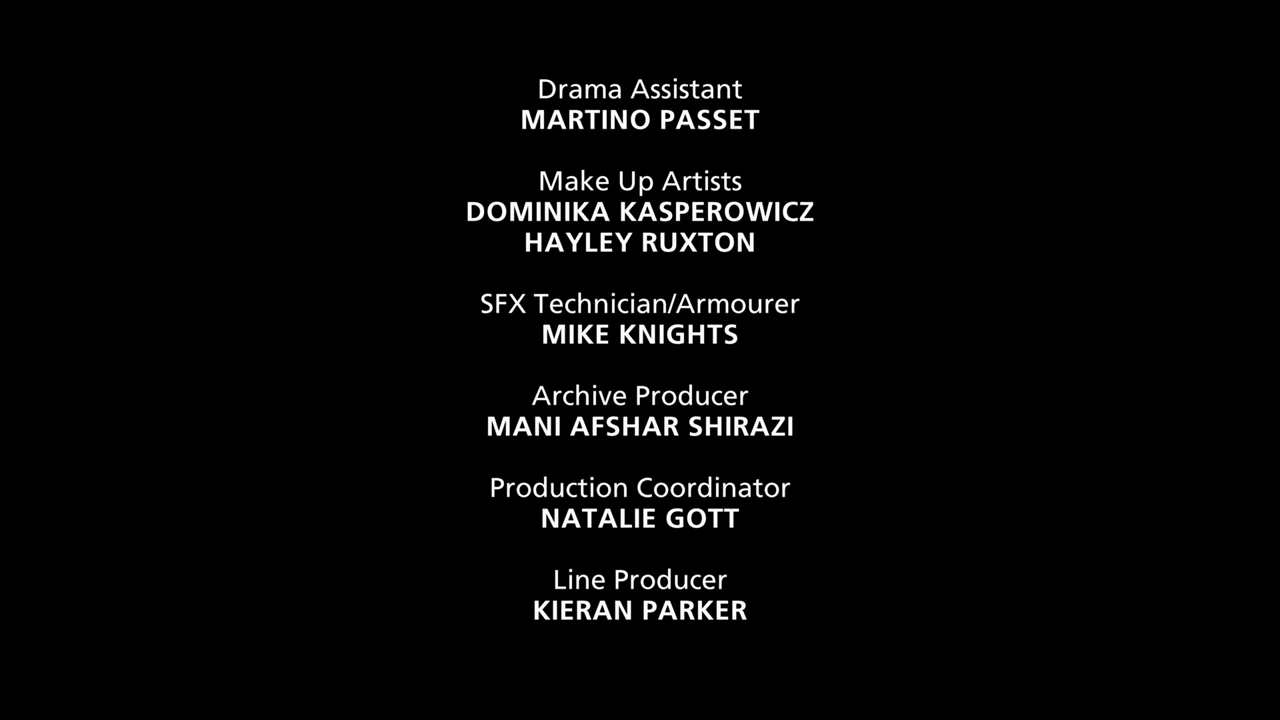 Drama Assistant
MARTINO PASSET
Make Up Artists
DOMINIKA KASPEROWICZ
HAYLEY RUXTON
SFX Technician/Armourer
MIKE KNIGHTS
Archive Producer
MANI AFSHAR SHIRAZI
Production Coordinator
NATALIE GOTT
Line Producer
KIERAN PARKER